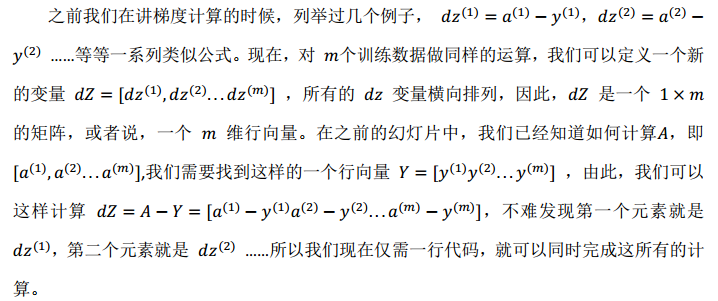 之前我们在讲梯度计算的时候，列举过几个例子， dz⁽¹⁾ = a⁽¹⁾ − y⁽¹⁾，dz⁽²⁾ = a⁽²⁾ −
y⁽²⁾ ……等等一系列类似公式。现在，对 m个训练数据做同样的运算，我们可以定义一个新
的变量 dZ = [dz⁽¹⁾, dz⁽²⁾...dz⁽ᵐ⁾] ，所有的 dz 变量横向排列，因此，dZ 是一个 1 × m
的矩阵，或者说，一个 m 维行向量。在之前的幻灯片中，我们已经知道如何计算A，即
[a⁽¹⁾, a⁽²⁾...a⁽ᵐ⁾],我们需要找到这样的一个行向量 Y = [y⁽¹⁾y⁽²⁾...y⁽ᵐ⁾] ，由此，我们可以
这样计算 dZ = A − Y = [a⁽¹⁾ − y⁽¹⁾a⁽²⁾ − y⁽²⁾...a⁽ᵐ⁾ − y⁽ᵐ⁾]，不难发现第一个元素就是
dz⁽¹⁾，第二个元素就是 dz⁽²⁾ ……所以我们现在仅需一行代码，就可以同时完成这所有的计
算。